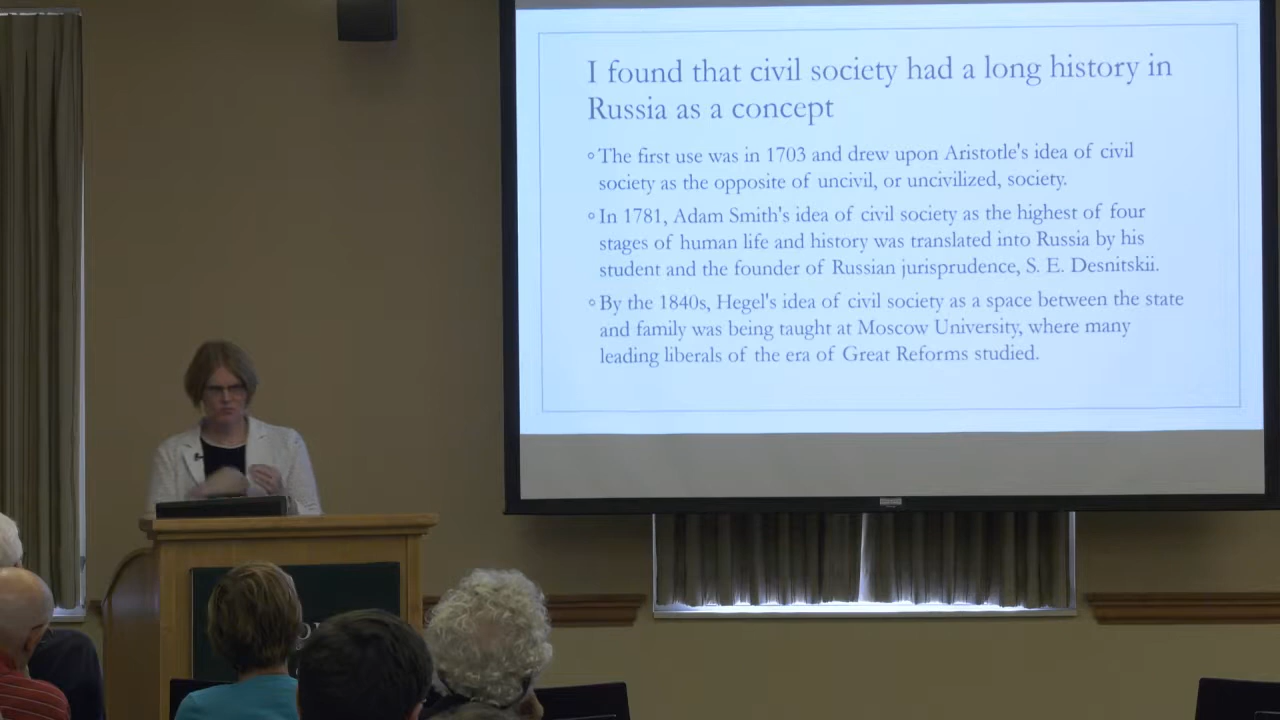 I found that civil society had a long history in
Russia as a concept
°The first use was in 1703 and drew upon Aristotle's idea of civil
society as the opposite of uncivil, or uncivilized, society.
°In 1781, Adam Smith's idea of civil society as the highest of four
stages of human life and history was translated into Russia by his
student and the founder of Russian jurisprudence, S. E. Desnitskii.
°By the 1840s, Hegel's idea of civil society as a space between the state
and family was being taught at Moscow University, where many
leading liberals of the era of Great Reforms studied.